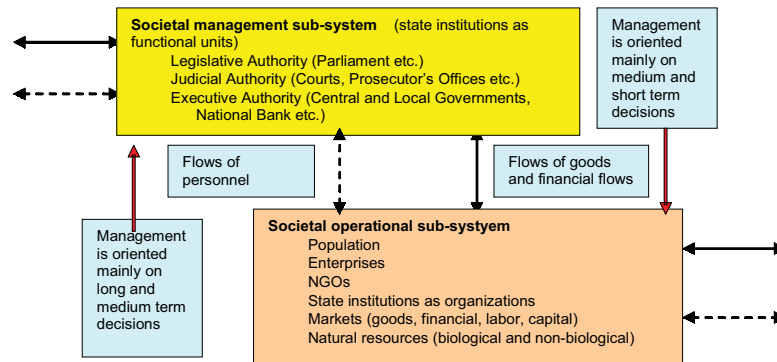 Societal management sub-system (state institutions as
functional units)
Legislative Authority (Parliament etc.)
Judicial Authority (Courts, Prosecutor's Offices etc.)
Executive Authority (Central and Local Governments,
National Bank etc.)
Management
is oriented
mainly on
medium and
short term
decisions
Flows of
personnel
Flows of goods
and financial flows
Management
is oriented
mainly on
long and
medium term
decisions
Societal operational sub-systyem
Population
Enterprises
NGOs
State institutions as organizations
Markets (goods, financial, labor, capital)
Natural resources (biological and non-biological)